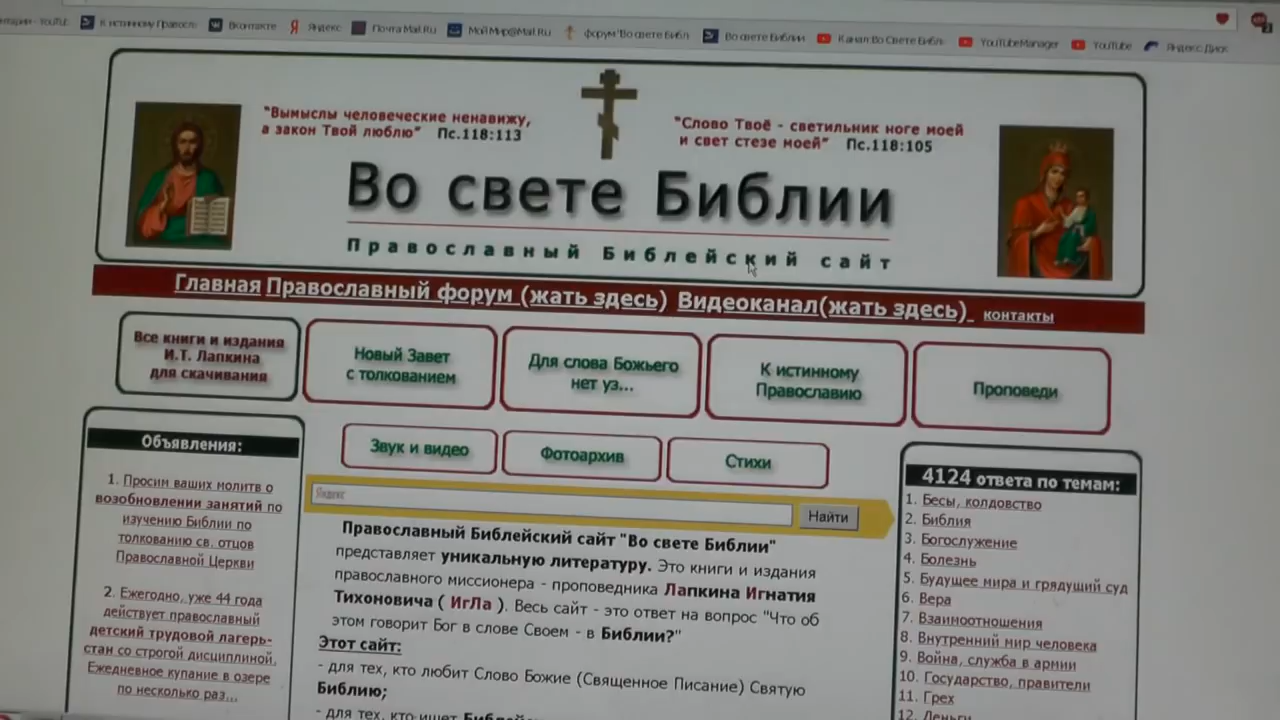 К истинному Правосл
Вконтакте
Яндекс
Почта Mail.Ru
Мой Мир@Mail.Ru
форум "Во свете Библ
Во свете Библии
Канал:Во Свете Библ
YouTubeManager
YouTube
Яндекс.Диск
"Вымыслы человеческие ненавижу,
а закон Твой люблю" Пс.118:113
"Слово Твоё - светильник ноге моей
и свет стезе моей" Пс.118:105
Во свете Библии
Православный Библейский сайт
Главная Православный форум (жать здесь) Видеоканал(жать здесь) контакты
Все книги и издания
И.Т. Лапкина
для скачивания
Новый Завет
с толкованием
Для слова Божьего
нет уз...
К истинному
Православию
Проповеди
Звук и видео
Фотоархив
Стихи
Объявления:
1. Просим ваших молитв о
возобновлении занятий по
изучению Библии по
толкованию св. отцов
Православной Церкви
2. Ежегодно, уже 44 года
действует православный
детский трудовой лагерь-
стан со строгой дисциплиной.
Ежедневное купание в озере
по несколько раз...
Яндекс
Найти
Православный Библейский сайт "Во свете Библии"
представляет уникальную литературу. Это книги и издания
православного миссионера - проповедника Лапкина Игнатия
Тихоновича ( ИгЛа ). Весь сайт - это ответ на вопрос "Что об
этом говорит Бог в слове Своем - в Библии?"
Этот сайт:
- для тех, кто любит Слово Божие (Священное Писание) Святую
Библию;
- для тех, кто ищет Библейс
4124 ответа по темам:
1. Бесы, колдовство
2. Библия
3. Богослужение
4. Болезнь
5. Будущее мира и грядущий суд
6. Вера
7. Взаимоотношения
8. Внутренний мир человека
9. Война, служба в армии
10. Государство, правители
11. Грех
12. Деньги